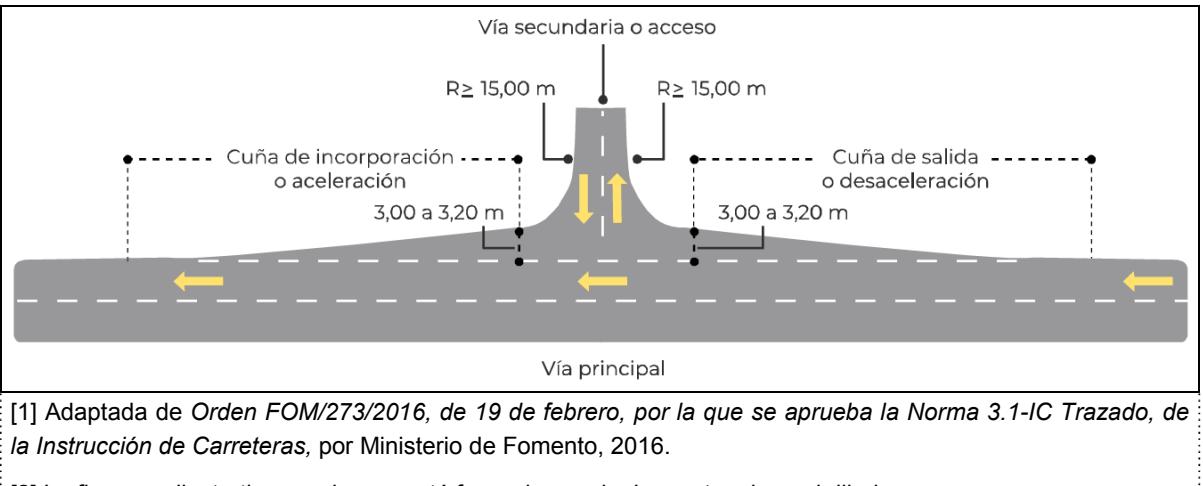 Vía secundaria o acceso
R≥ 15,00 m
R≥ 15,00 m
Cuña de incorporación
o aceleración
Cuña de salida
o desaceleración
3,00 a 3,20 m
3,00 a 3,20 m
Vía principal
[1] Adaptada de Orden FOM/273/2016, de 19 de febrero, por la que se aprueba la Norma 3.1-IC Trazado, de
la Instrucción de Carreteras, por Ministerio de Fomento, 2016.